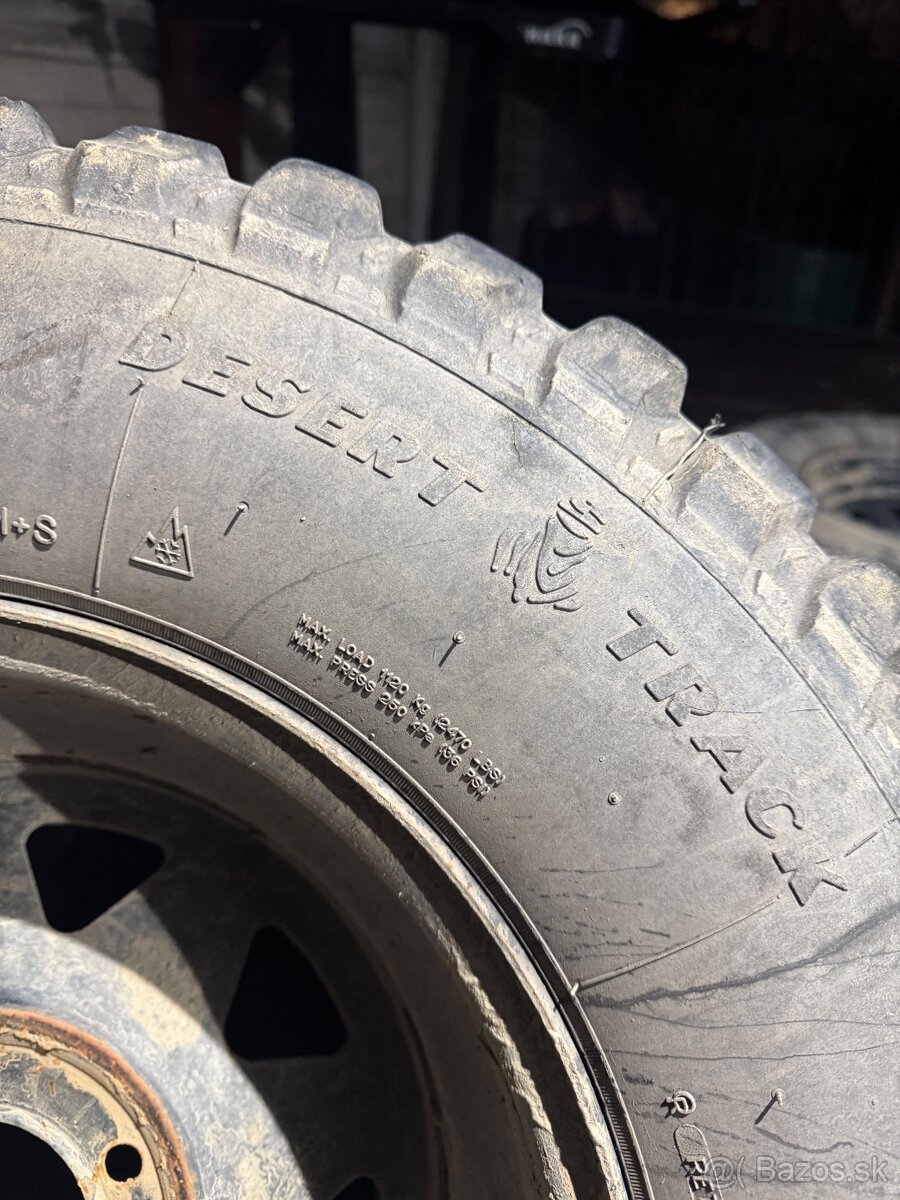 DESERT TRACK
M+S
MAX. LOAD 1120 Kg (2470 LBS)
MAX. PRESS 250 kPa (36 PSI)
Bazos.sk